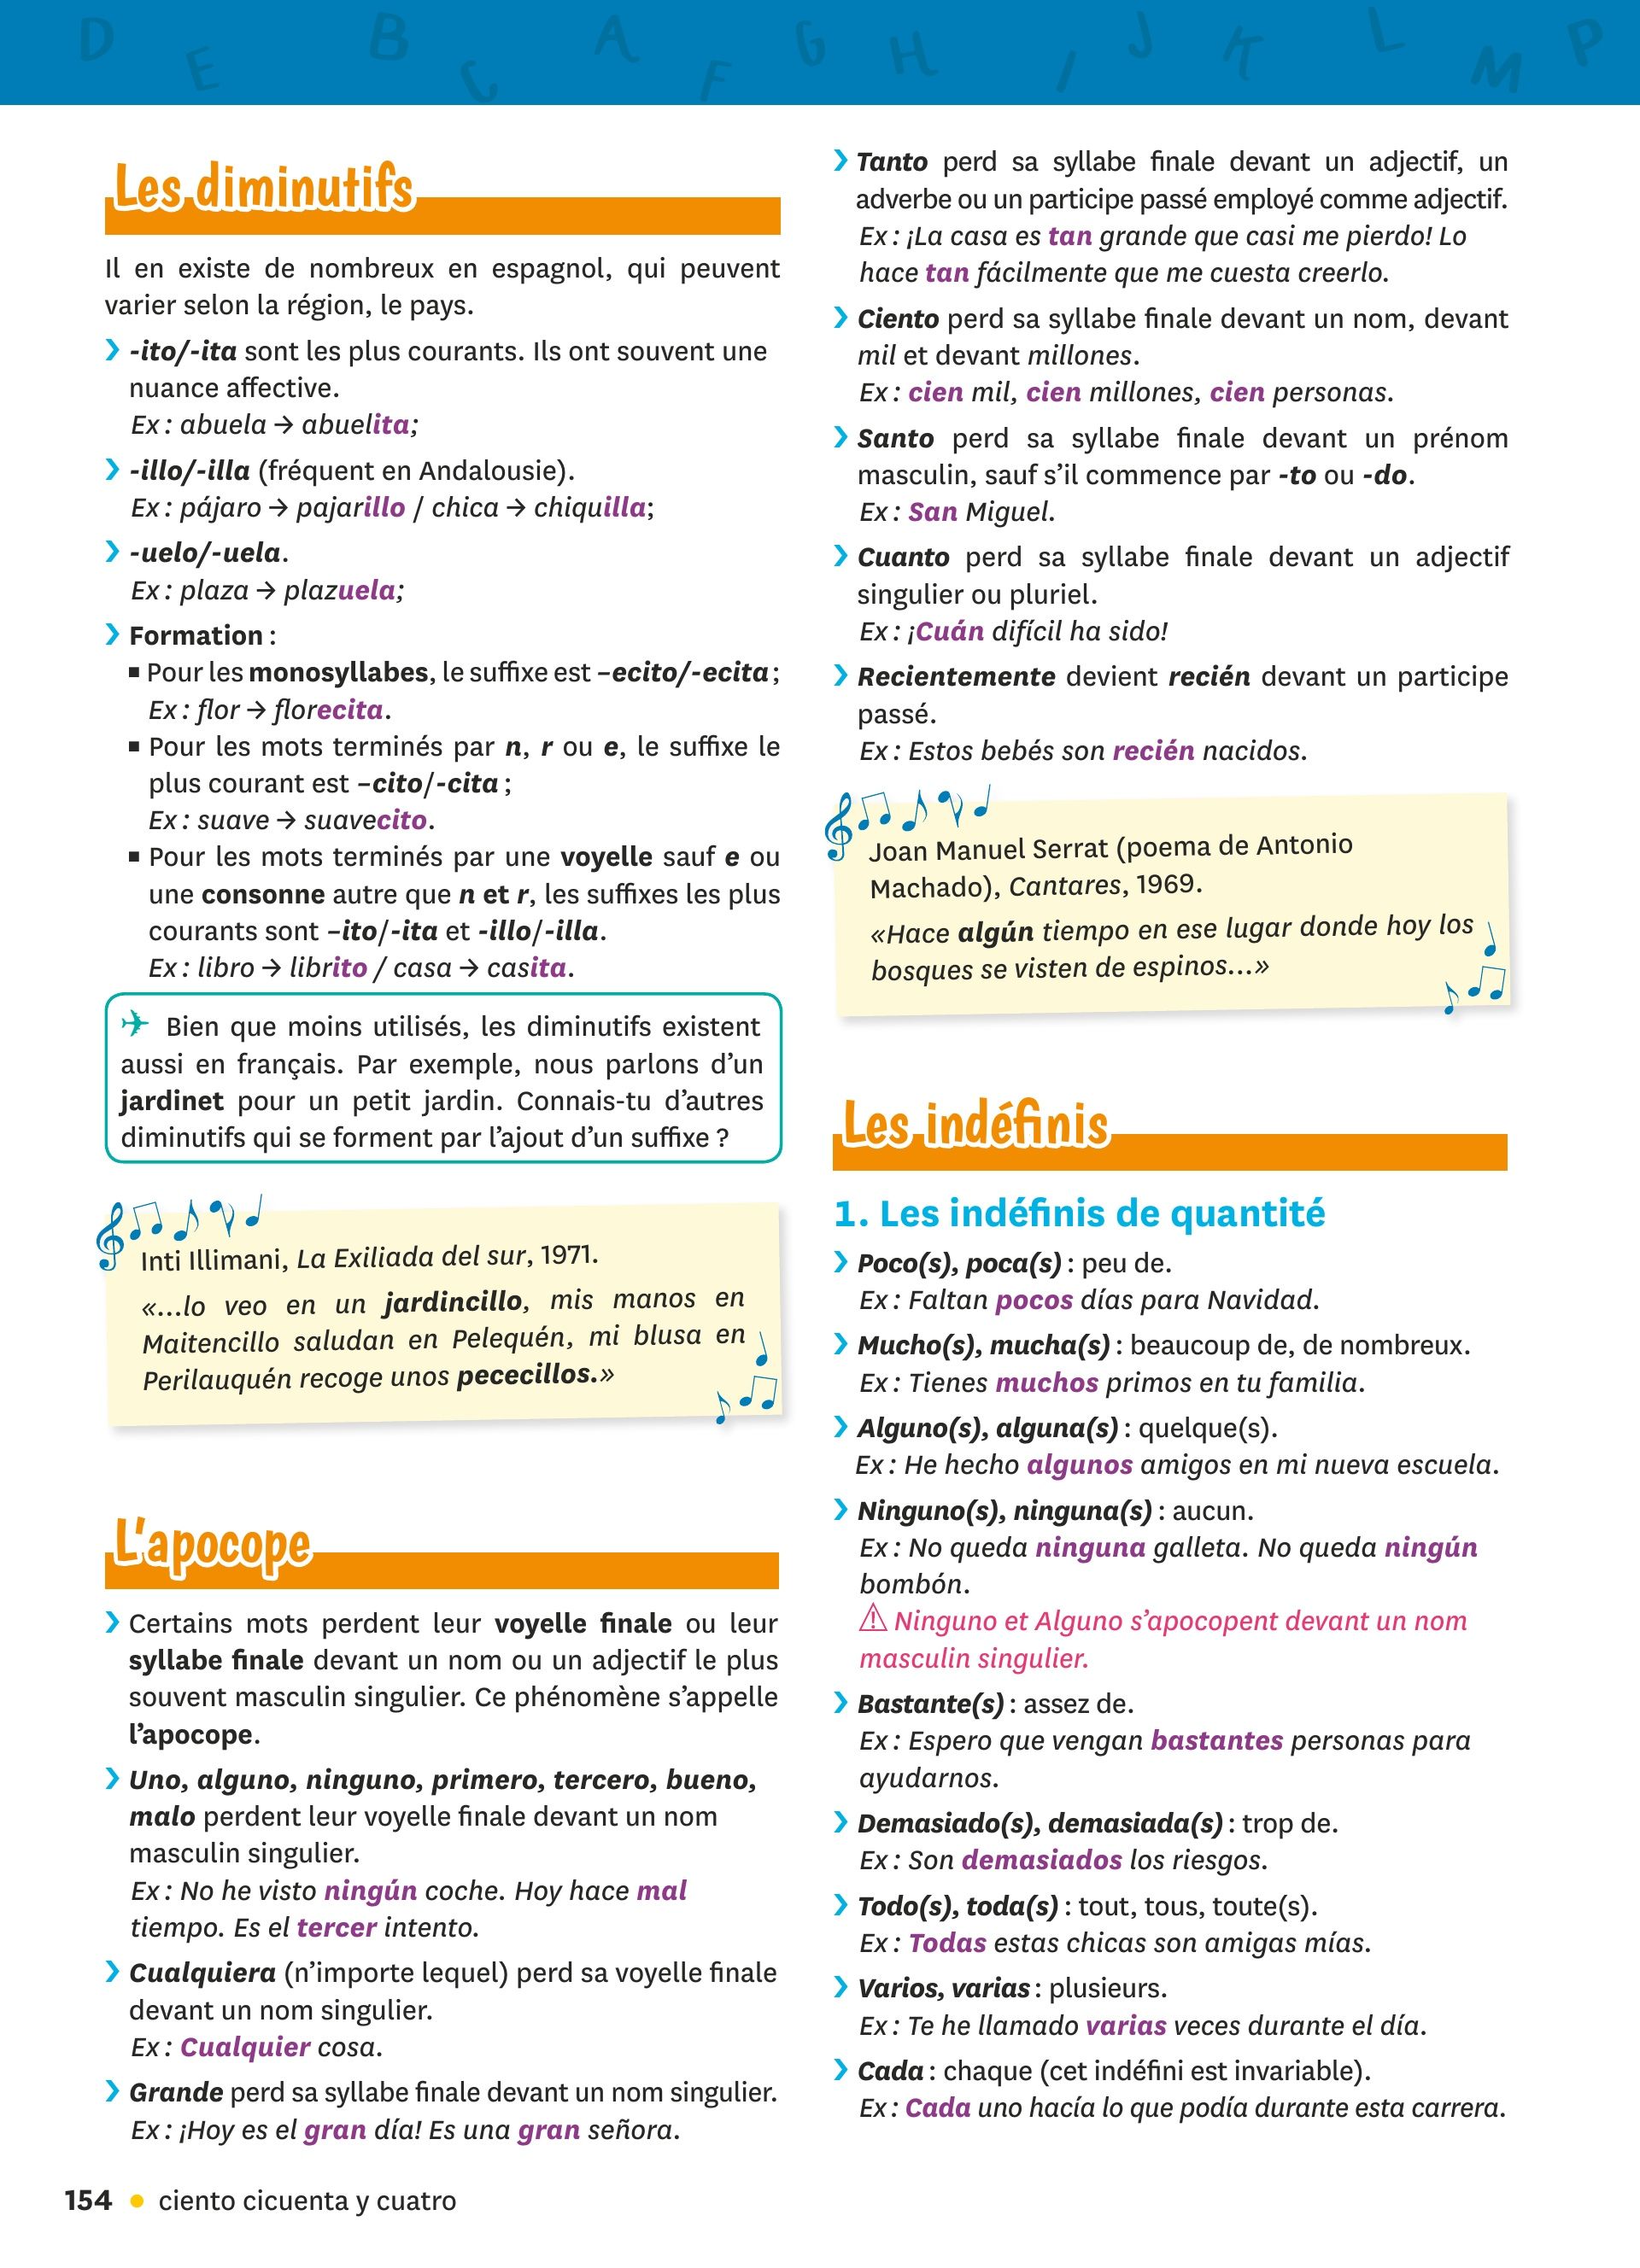 D E B C A F G H I J K L M P
Les diminutifs
Il en existe de nombreux en espagnol, qui peuvent
varier selon la région, le pays.
❯ -ito/-ita sont les plus courants. Ils ont souvent une
nuance affective.
Ex : abuela → abuelita;
❯ -illo/-illa (fréquent en Andalousie).
Ex : pájaro → pajarillo / chica → chiquilla;
❯ -uelo/-uela.
Ex : plaza → plazuela;
❯ Formation :
▪ Pour les monosyllabes, le suffixe est –ecito/-ecita ;
Ex : flor → florecita.
▪ Pour les mots terminés par n, r ou e, le suffixe le
plus courant est –cito/-cita ;
Ex : suave → suavecito.
▪ Pour les mots terminés par une voyelle sauf e ou
une consonne autre que n et r, les suffixes les plus
courants sont –ito/-ita et -illo/-illa.
Ex : libro → librito / casa → casita.
✈ Bien que moins utilisés, les diminutifs existent
aussi en français. Par exemple, nous parlons d’un
jardinet pour un petit jardin. Connais-tu d’autres
diminutifs qui se forment par l’ajout d’un suffixe ?
Inti Illimani, La Exiliada del sur, 1971.
«...lo veo en un jardincillo, mis manos en
Maitencillo saludan en Pelequén, mi blusa en
Perilauquén recoge unos pececillos.»
L’apocope
❯ Certains mots perdent leur voyelle finale ou leur
syllabe finale devant un nom ou un adjectif le plus
souvent masculin singulier. Ce phénomène s’appelle
l’apocope.
❯ Uno, alguno, ninguno, primero, tercero, bueno,
malo perdent leur voyelle finale devant un nom
masculin singulier.
Ex : No he visto ningún coche. Hoy hace mal
tiempo. Es el tercer intento.
❯ Cualquiera (n’importe lequel) perd sa voyelle finale
devant un nom singulier.
Ex : Cualquier cosa.
❯ Grande perd sa syllabe finale devant un nom singulier.
Ex : ¡Hoy es el gran día! Es una gran señora.
❯ Tanto perd sa syllabe finale devant un adjectif, un
adverbe ou un participe passé employé comme adjectif.
Ex : ¡La casa es tan grande que casi me pierdo! Lo
hace tan fácilmente que me cuesta creerlo.
❯ Ciento perd sa syllabe finale devant un nom, devant
mil et devant millones.
Ex : cien mil, cien millones, cien personas.
❯ Santo perd sa syllabe finale devant un prénom
masculin, sauf s’il commence par -to ou -do.
Ex : San Miguel.
❯ Cuanto perd sa syllabe finale devant un adjectif
singulier ou pluriel.
Ex : ¡Cuán difícil ha sido!
❯ Recientemente devient recién devant un participe
passé.
Ex : Estos bebés son recién nacidos.
Joan Manuel Serrat (poema de Antonio
Machado), Cantares, 1969.
«Hace algún tiempo en ese lugar donde hoy los
bosques se visten de espinos...»
Les indéfinis
1. Les indéfinis de quantité
❯ Poco(s), poca(s) : peu de.
Ex : Faltan pocos días para Navidad.
❯ Mucho(s), mucha(s) : beaucoup de, de nombreux.
Ex : Tienes muchos primos en tu familia.
❯ Alguno(s), alguna(s) : quelque(s).
Ex : He hecho algunos amigos en mi nueva escuela.
❯ Ninguno(s), ninguna(s) : aucun.
Ex : No queda ninguna galleta. No queda ningún
bombón.
⚠ Ninguno et Alguno s’apocopent devant un nom
masculin singulier.
❯ Bastante(s) : assez de.
Ex : Espero que vengan bastantes personas para
ayudarnos.
❯ Demasiado(s), demasiada(s) : trop de.
Ex : Son demasiados los riesgos.
❯ Todo(s), toda(s) : tout, tous, toute(s).
Ex : Todas estas chicas son amigas mías.
❯ Varios, varias : plusieurs.
Ex : Te he llamado varias veces durante el día.
❯ Cada : chaque (cet indéfini est invariable).
Ex : Cada uno hacía lo que podía durante esta carrera.
154 • ciento cicuenta y cuatro